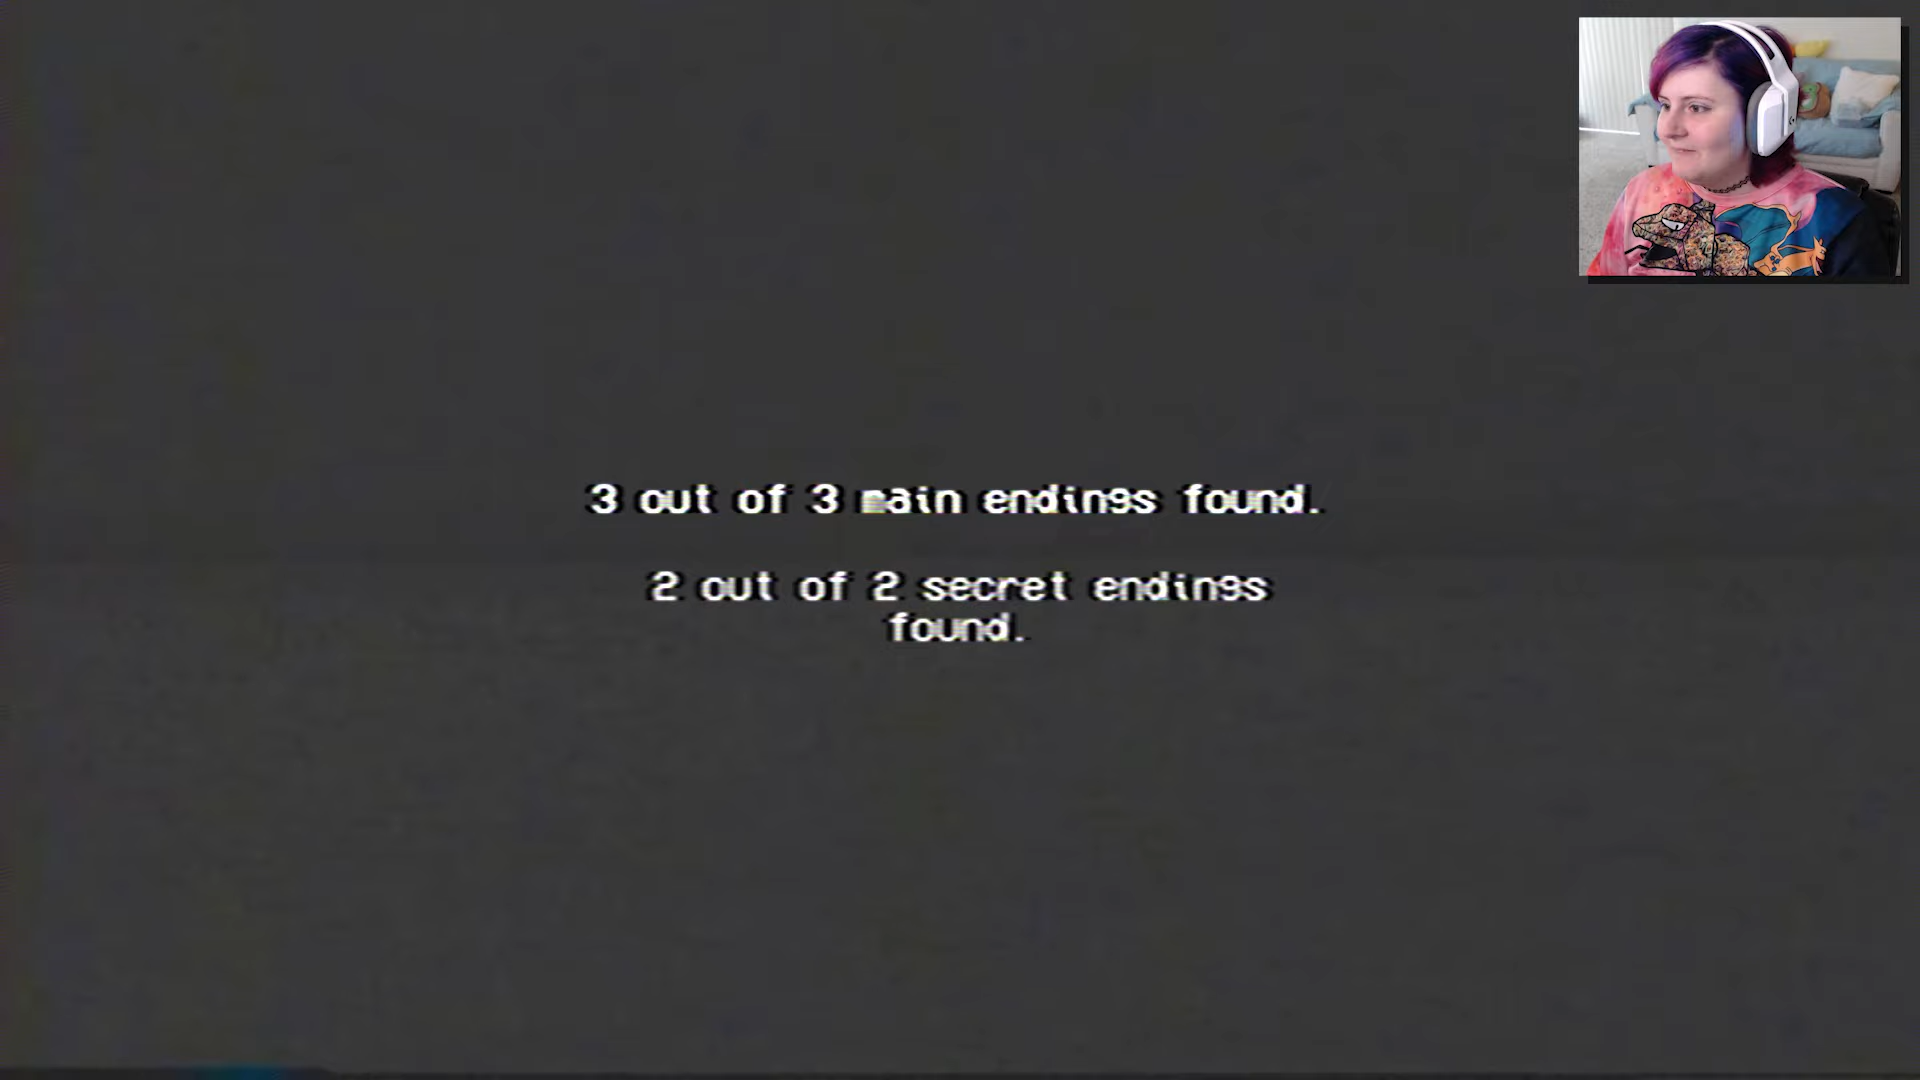 3 out of 3 main endings found.
2 out of 2 secret endings
found.